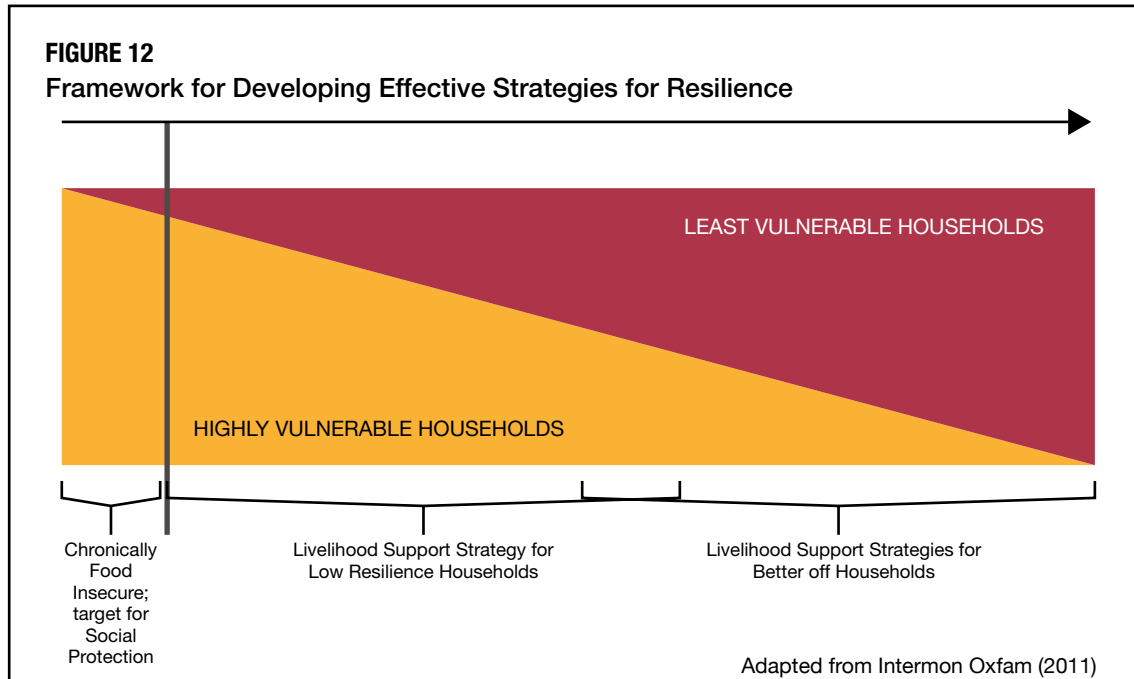 FIGURE 12
Framework for Developing Effective Strategies for Resilience
LEAST VULNERABLE HOUSEHOLDS
HIGHLY VULNERABLE HOUSEHOLDS
Chronically
Food
Insecure;
target for
Social
Protection
Livelihood Support Strategy for
Low Resilience Households
Livelihood Support Strategies for
Better off Households
Adapted from Intermon Oxfam (2011)